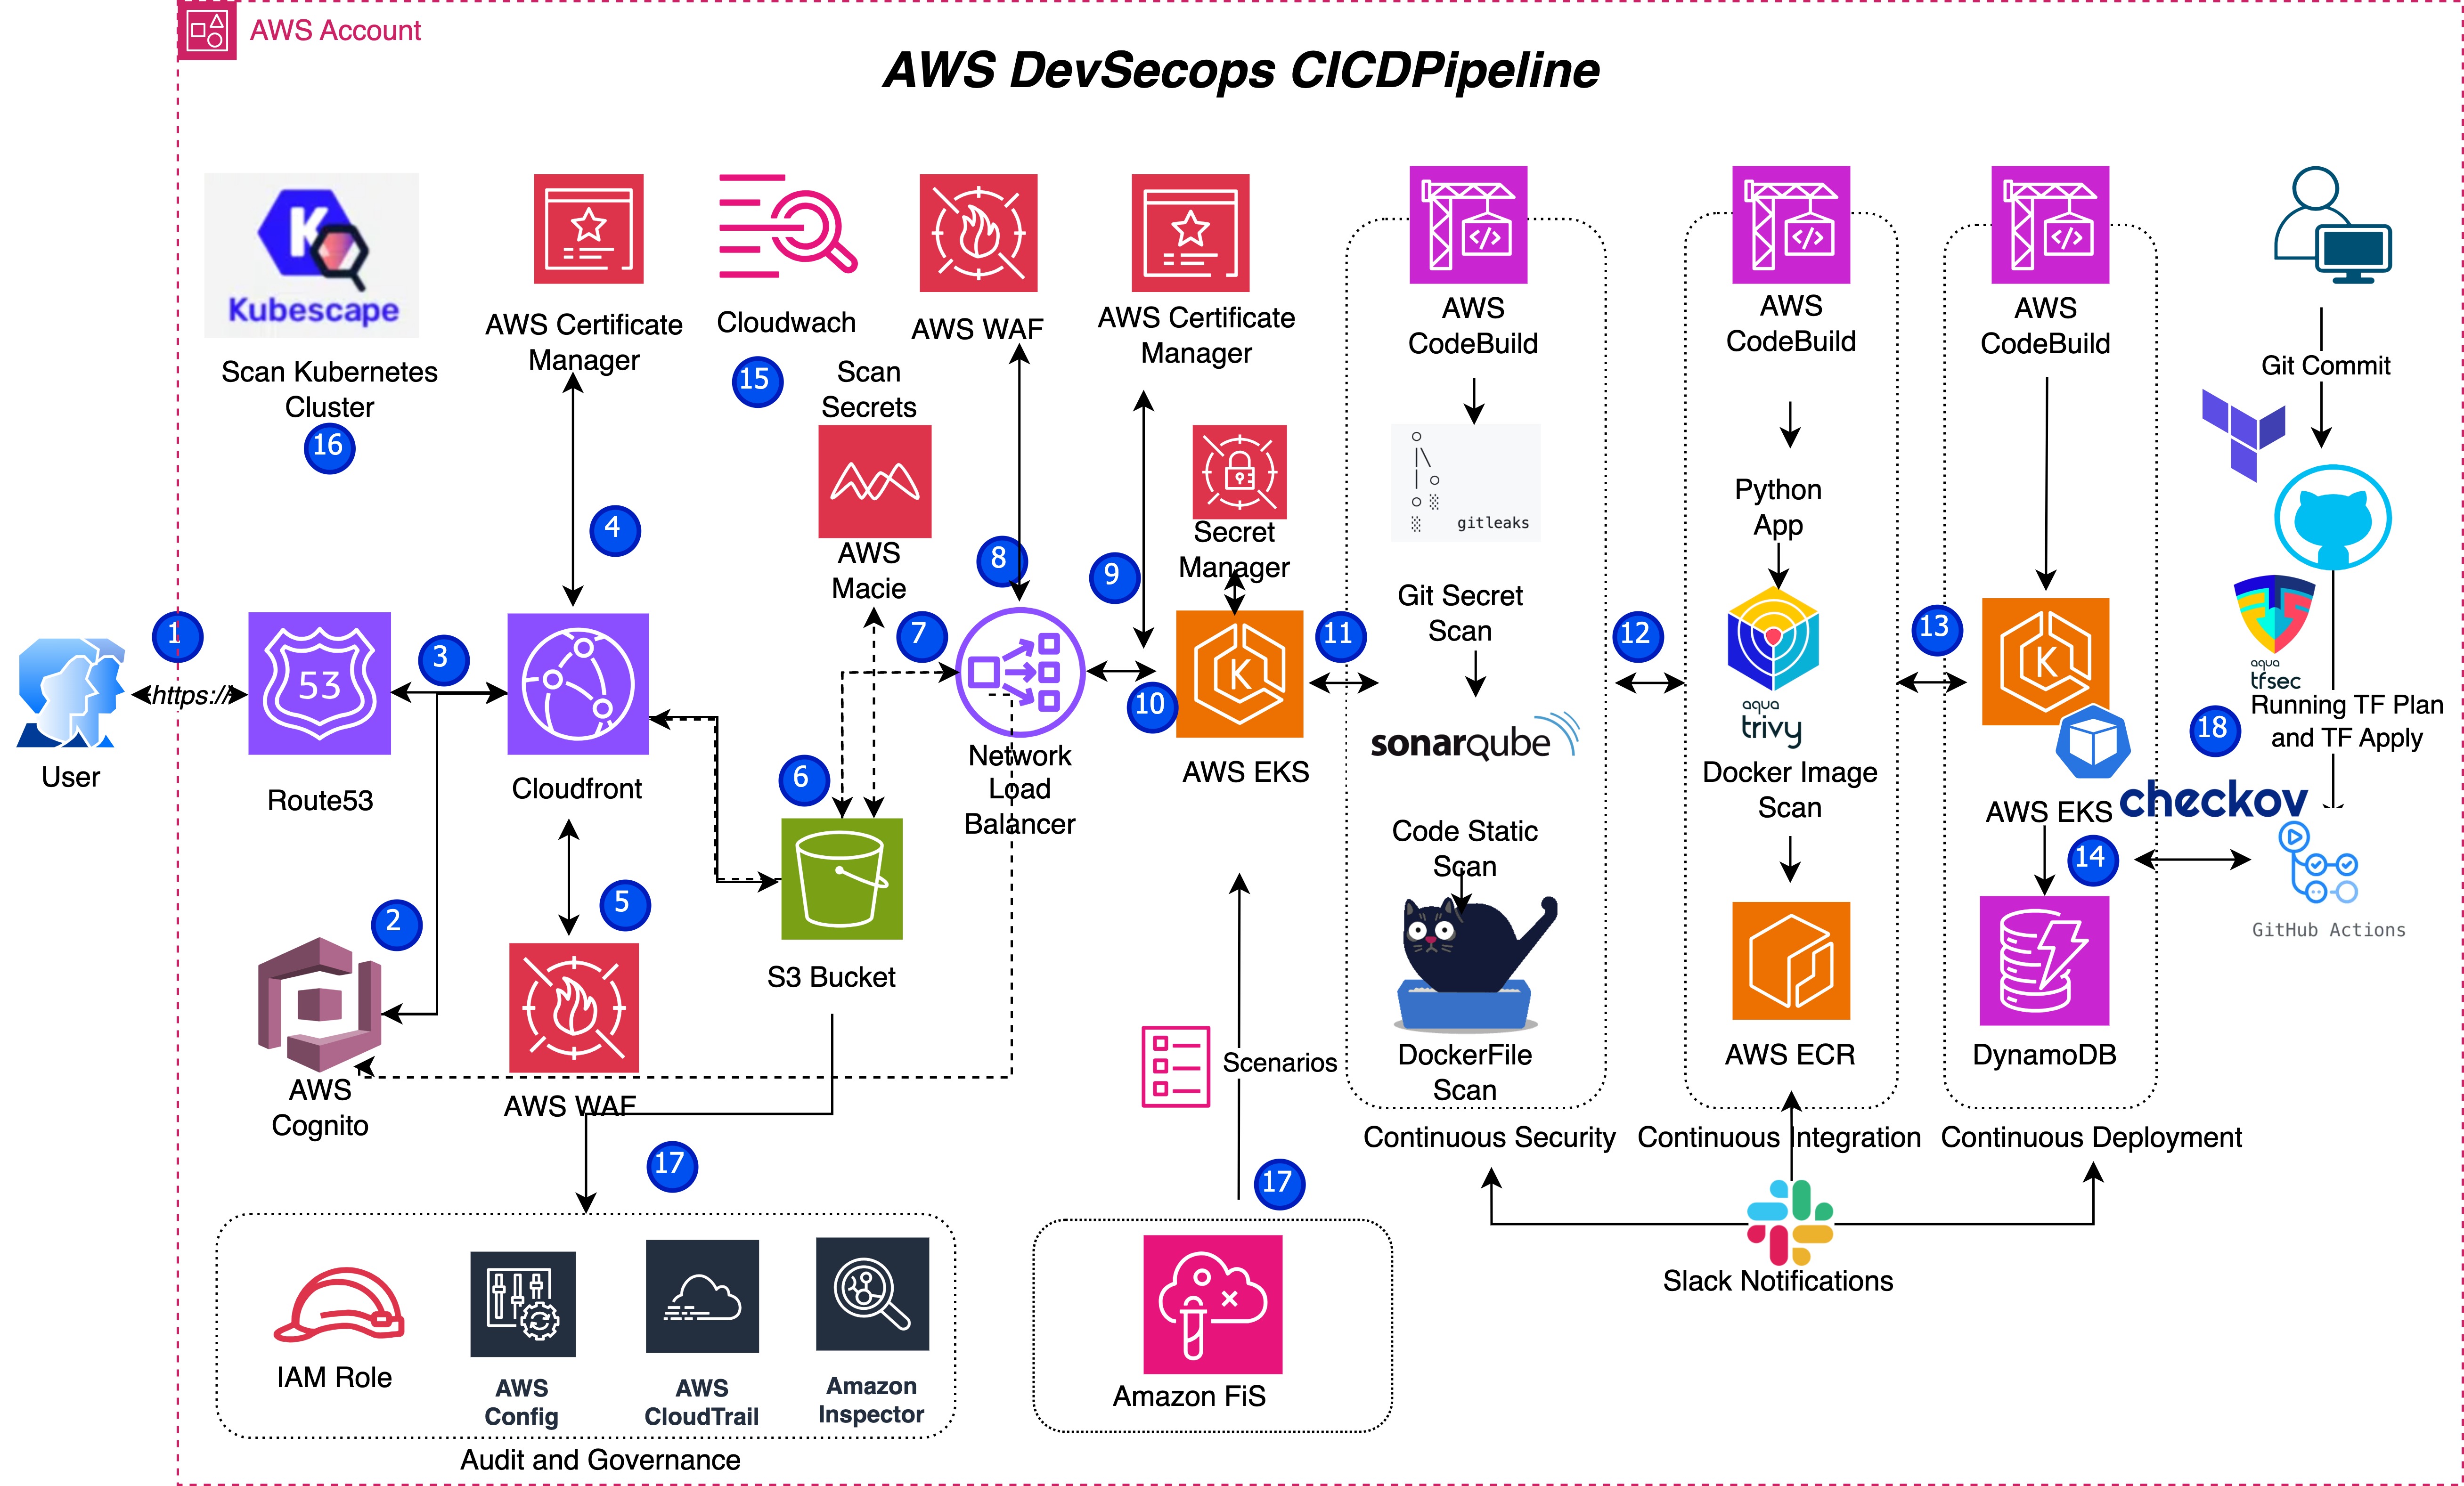 AWS Account
AWS DevSecops CICDPipeline
Kubescape
Scan Kubernetes
Cluster
16
AWS Certificate
Manager
4
Cloudwach
15
Scan
Secrets
AWS
Macie
AWS WAF
8
AWS Certificate
Manager
9
Secret
Manager
1
https://
User
53
Route53
3
Cloudfront
2
AWS
Cognito
5
AWS WAF
6
S3 Bucket
7
Network
Load
Balancer
10
K
AWS EKS
11
AWS
CodeBuild
gitleaks
Git Secret
Scan
sonarqube
Code Static
Scan
DockerFile
Scan
Continuous Security
12
AWS
CodeBuild
Python
App
aqua
trivy
Docker Image
Scan
AWS ECR
Continuous Integration
13
AWS
CodeBuild
K
AWS EKS
14
DynamoDB
Continuous Deployment
Git Commit
aqua
tfsec
18
Running TF Plan
and TF Apply
checkov
GitHub Actions
17
IAM Role
AWS
Config
AWS
CloudTrail
Amazon
Inspector
Audit and Governance
Scenarios
17
Amazon FiS
Slack Notifications